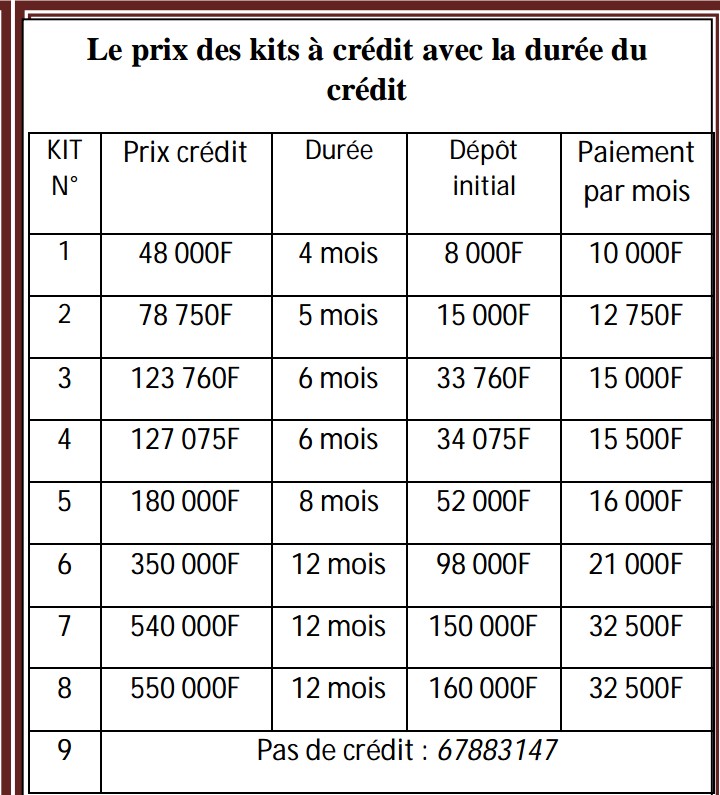 Le prix des kits à crédit avec la durée du
crédit
KIT N° Prix crédit Durée Dépôt initial Paiement par mois
1 48 000F 4 mois 8 000F 10 000F
2 78 750F 5 mois 15 000F 12 750F
3 123 760F 6 mois 33 760F 15 000F
4 127 075F 6 mois 34 075F 15 500F
5 180 000F 8 mois 52 000F 16 000F
6 350 000F 12 mois 98 000F 21 000F
7 540 000F 12 mois 150 000F 32 500F
8 550 000F 12 mois 160 000F 32 500F
9 Pas de crédit : 67883147